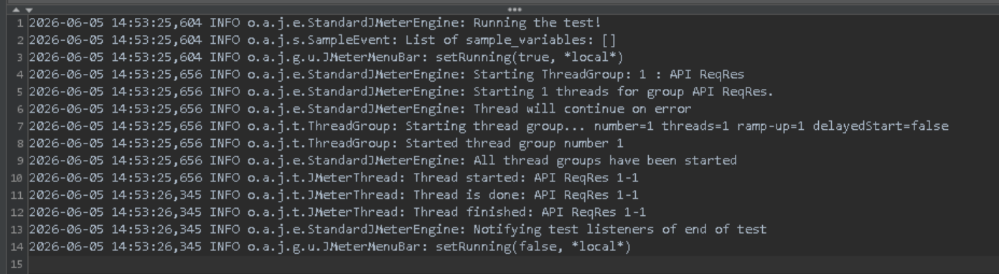 1 2026-06-05 14:53:25,604 INFO o.a.j.e.StandardJMeterEngine: Running the test!
2 2026-06-05 14:53:25,604 INFO o.a.j.s.SampleEvent: List of sample_variables: []
3 2026-06-05 14:53:25,604 INFO o.a.j.g.u.JMeterMenuBar: setRunning(true, *local*)
4 2026-06-05 14:53:25,656 INFO o.a.j.e.StandardJMeterEngine: Starting ThreadGroup: 1 : API ReqRes
5 2026-06-05 14:53:25,656 INFO o.a.j.e.StandardJMeterEngine: Starting 1 threads for group API ReqRes.
6 2026-06-05 14:53:25,656 INFO o.a.j.e.StandardJMeterEngine: Thread will continue on error
7 2026-06-05 14:53:25,656 INFO o.a.j.t.ThreadGroup: Starting thread group... number=1 threads=1 ramp-up=1 delayedStart=false
8 2026-06-05 14:53:25,656 INFO o.a.j.t.ThreadGroup: Started thread group number 1
9 2026-06-05 14:53:25,656 INFO o.a.j.e.StandardJMeterEngine: All thread groups have been started
10 2026-06-05 14:53:25,656 INFO o.a.j.t.JMeterThread: Thread started: API ReqRes 1-1
11 2026-06-05 14:53:26,345 INFO o.a.j.t.JMeterThread: Thread is done: API ReqRes 1-1
12 2026-06-05 14:53:26,345 INFO o.a.j.t.JMeterThread: Thread finished: API ReqRes 1-1
13 2026-06-05 14:53:26,345 INFO o.a.j.e.StandardJMeterEngine: Notifying test listeners of end of test
14 2026-06-05 14:53:26,345 INFO o.a.j.g.u.JMeterMenuBar: setRunning(false, *local*)
15